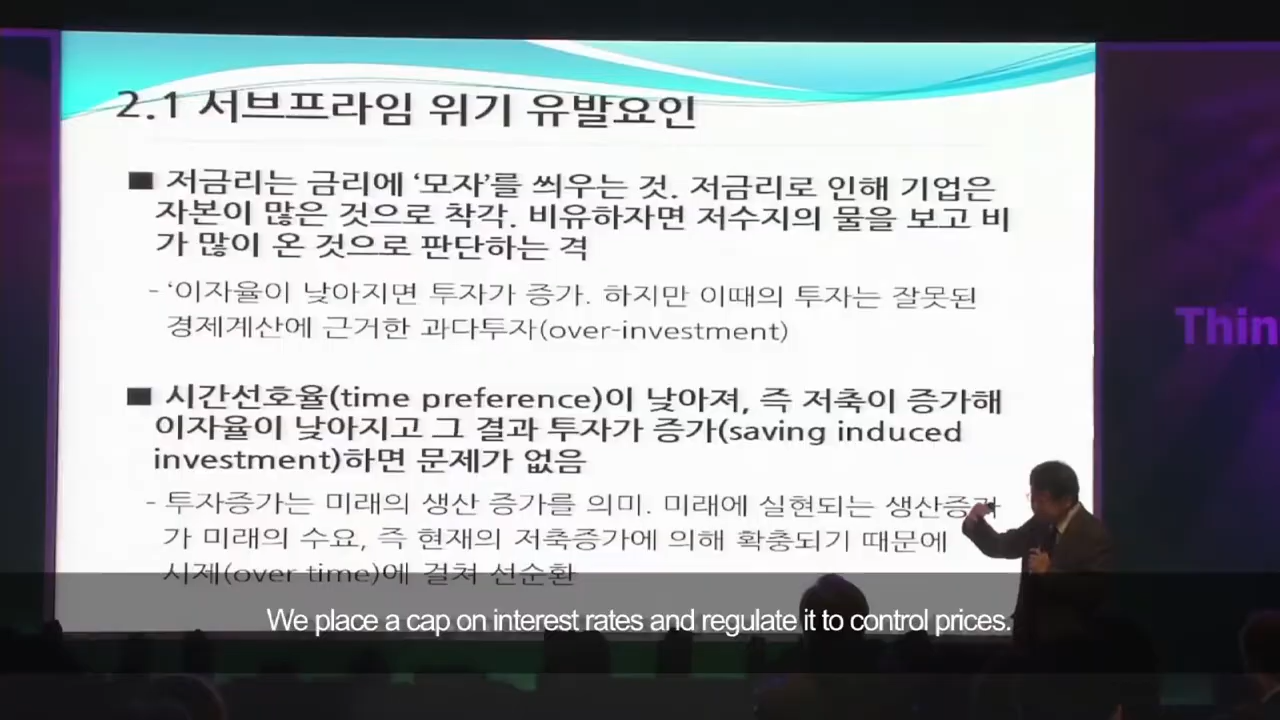 2.1 서브프라임 위기 유발요인
■ 저금리는 금리에 ‘모자’를 씌우는 것. 저금리로 인해 기업은
자본이 많은 것으로 착각. 비유하자면 저수지의 물을 보고 비
가 많이 온 것으로 판단하는 격
- ‘이자율이 낮아지면 투자가 증가. 하지만 이때의 투자는 잘못된
경제계산에 근거한 과다투자(over-investment)
■ 시간선호율(time preference)이 낮아져, 즉 저축이 증가해
이자율이 낮아지고 그 결과 투자가 증가(saving induced
investment)하면 문제가 없음
- 투자증가는 미래의 생산 증가를 의미. 미래에 실현되는 생산증가
가 미래의 수요, 즉 현재의 저축증가에 의해 확충되기 때문에
시제(over time)에 걸쳐 선순환
Thin
We place a cap on interest rates and regulate it to control prices.